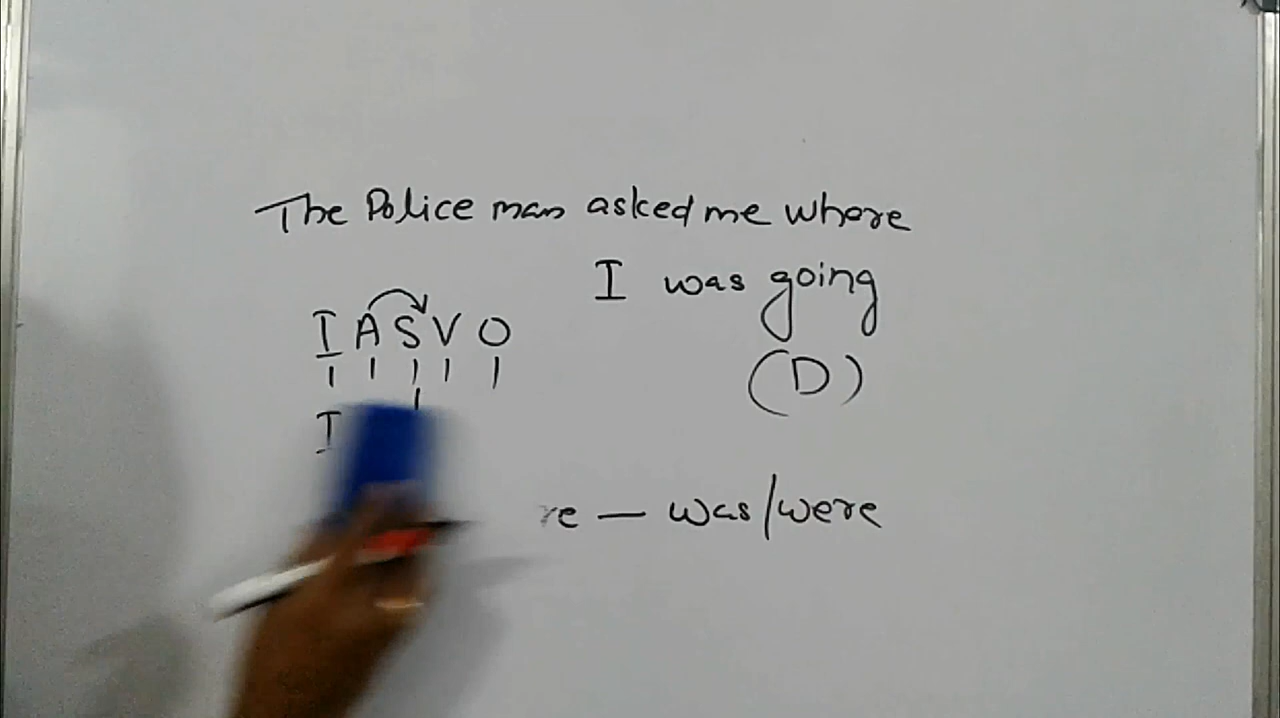 The Police man asked me where
I was going
I A S V O
(D)
I
re — was/were